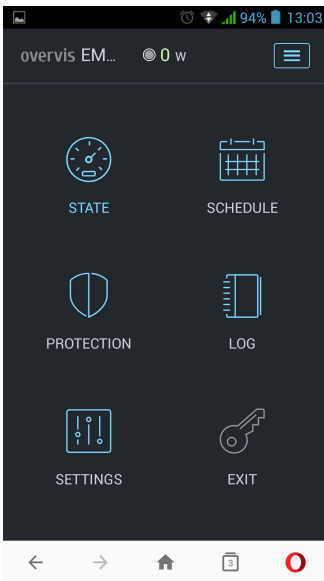 94% 13:03
overvis EM... 0 W
STATE SCHEDULE
PROTECTION LOG
SETTINGS EXIT
3